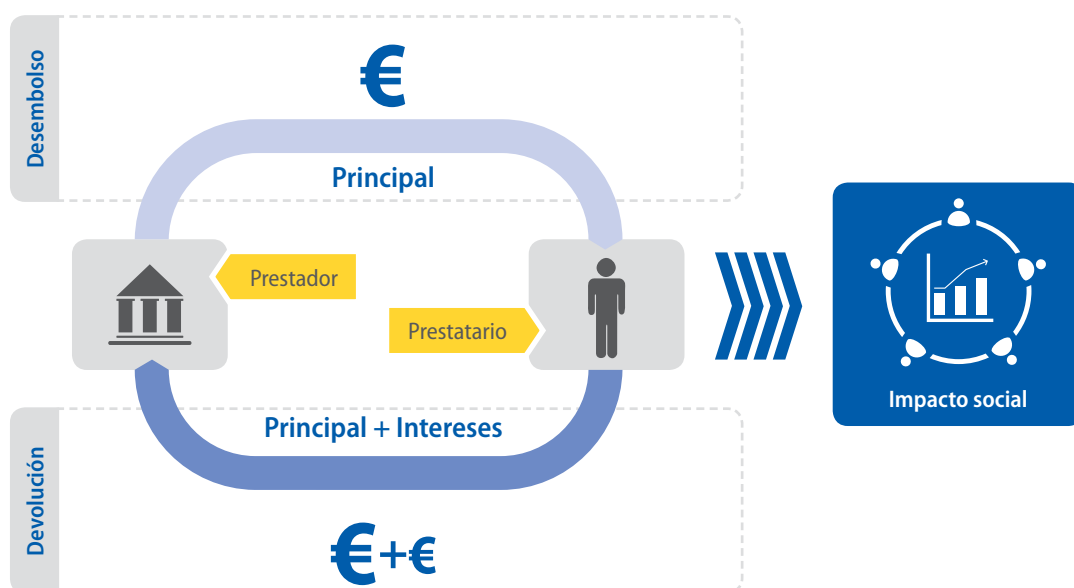 Desembolso
€
Principal
Prestador
Prestatario
Impacto social
Principal + Intereses
Devolución
€+€